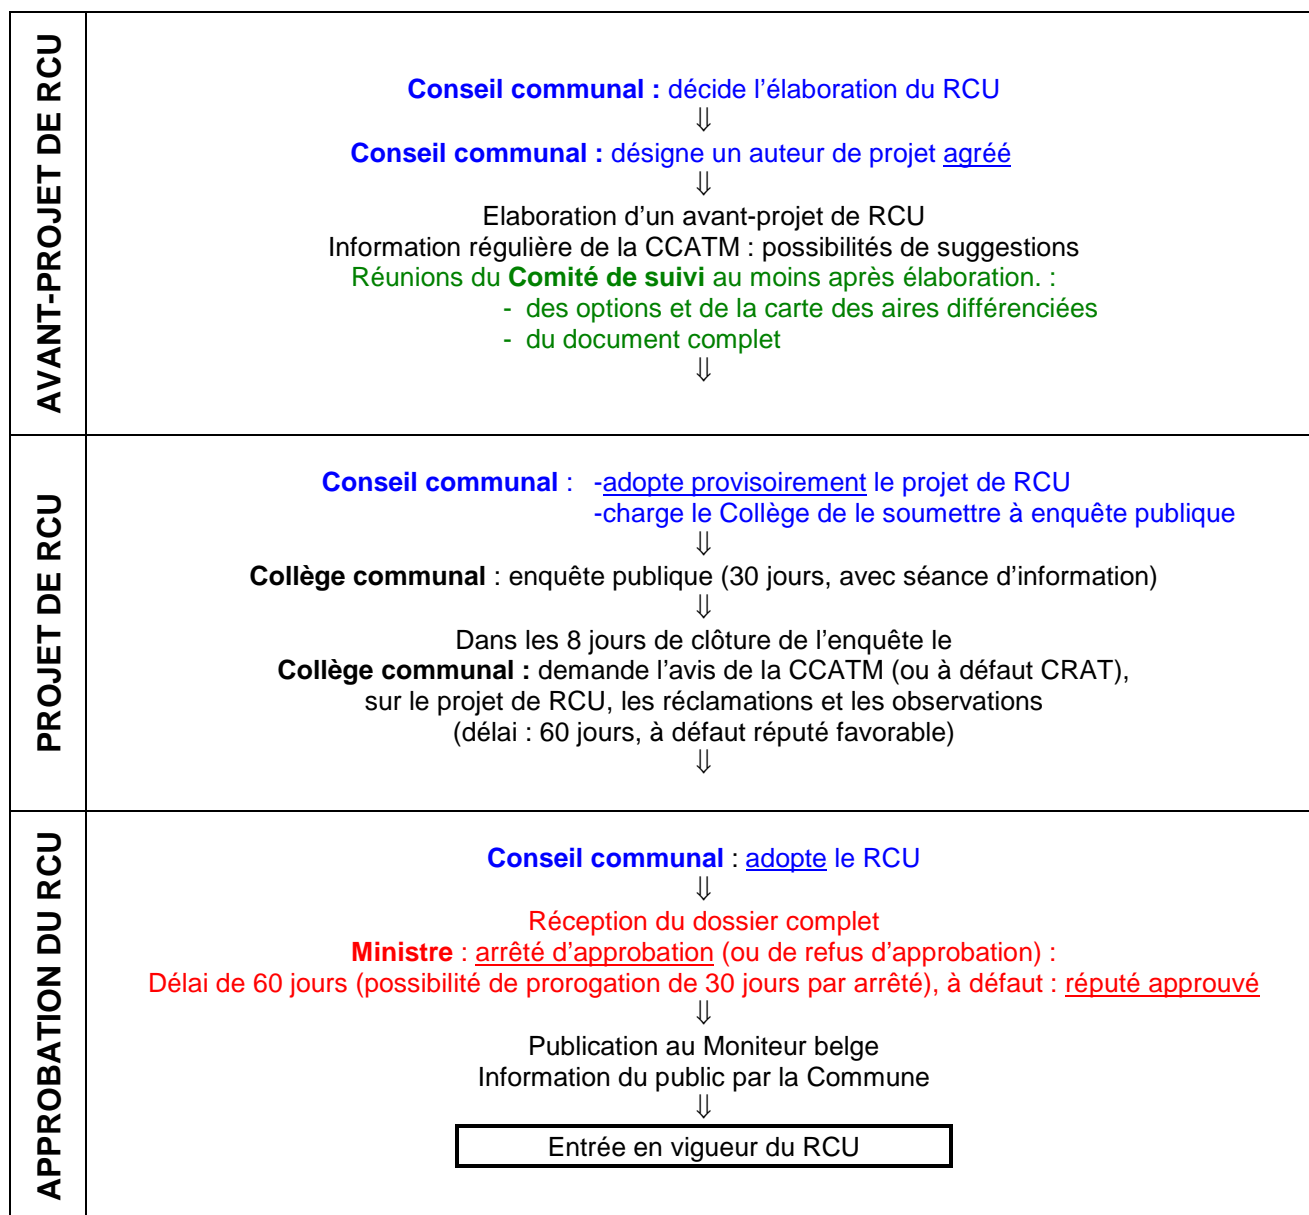 AVANT-PROJET DE RCU
Conseil communal : décide l’élaboration du RCU
⇓
Conseil communal : désigne un auteur de projet agréé
⇓
Elaboration d’un avant-projet de RCU
Information régulière de la CCATM : possibilités de suggestions
Réunions du Comité de suivi au moins après élaboration. :
- des options et de la carte des aires différenciées
- du document complet
⇓
PROJET DE RCU
Conseil communal : -adopte provisoirement le projet de RCU
-charge le Collège de le soumettre à enquête publique
⇓
Collège communal : enquête publique (30 jours, avec séance d’information)
⇓
Dans les 8 jours de clôture de l’enquête le
Collège communal : demande l’avis de la CCATM (ou à défaut CRAT),
sur le projet de RCU, les réclamations et les observations
(délai : 60 jours, à défaut réputé favorable)
⇓
APPROBATION DU RCU
Conseil communal : adopte le RCU
⇓
Réception du dossier complet
Ministre : arrêté d’approbation (ou de refus d’approbation) :
Délai de 60 jours (possibilité de prorogation de 30 jours par arrêté), à défaut : réputé approuvé
⇓
Publication au Moniteur belge
Information du public par la Commune
⇓
Entrée en vigueur du RCU